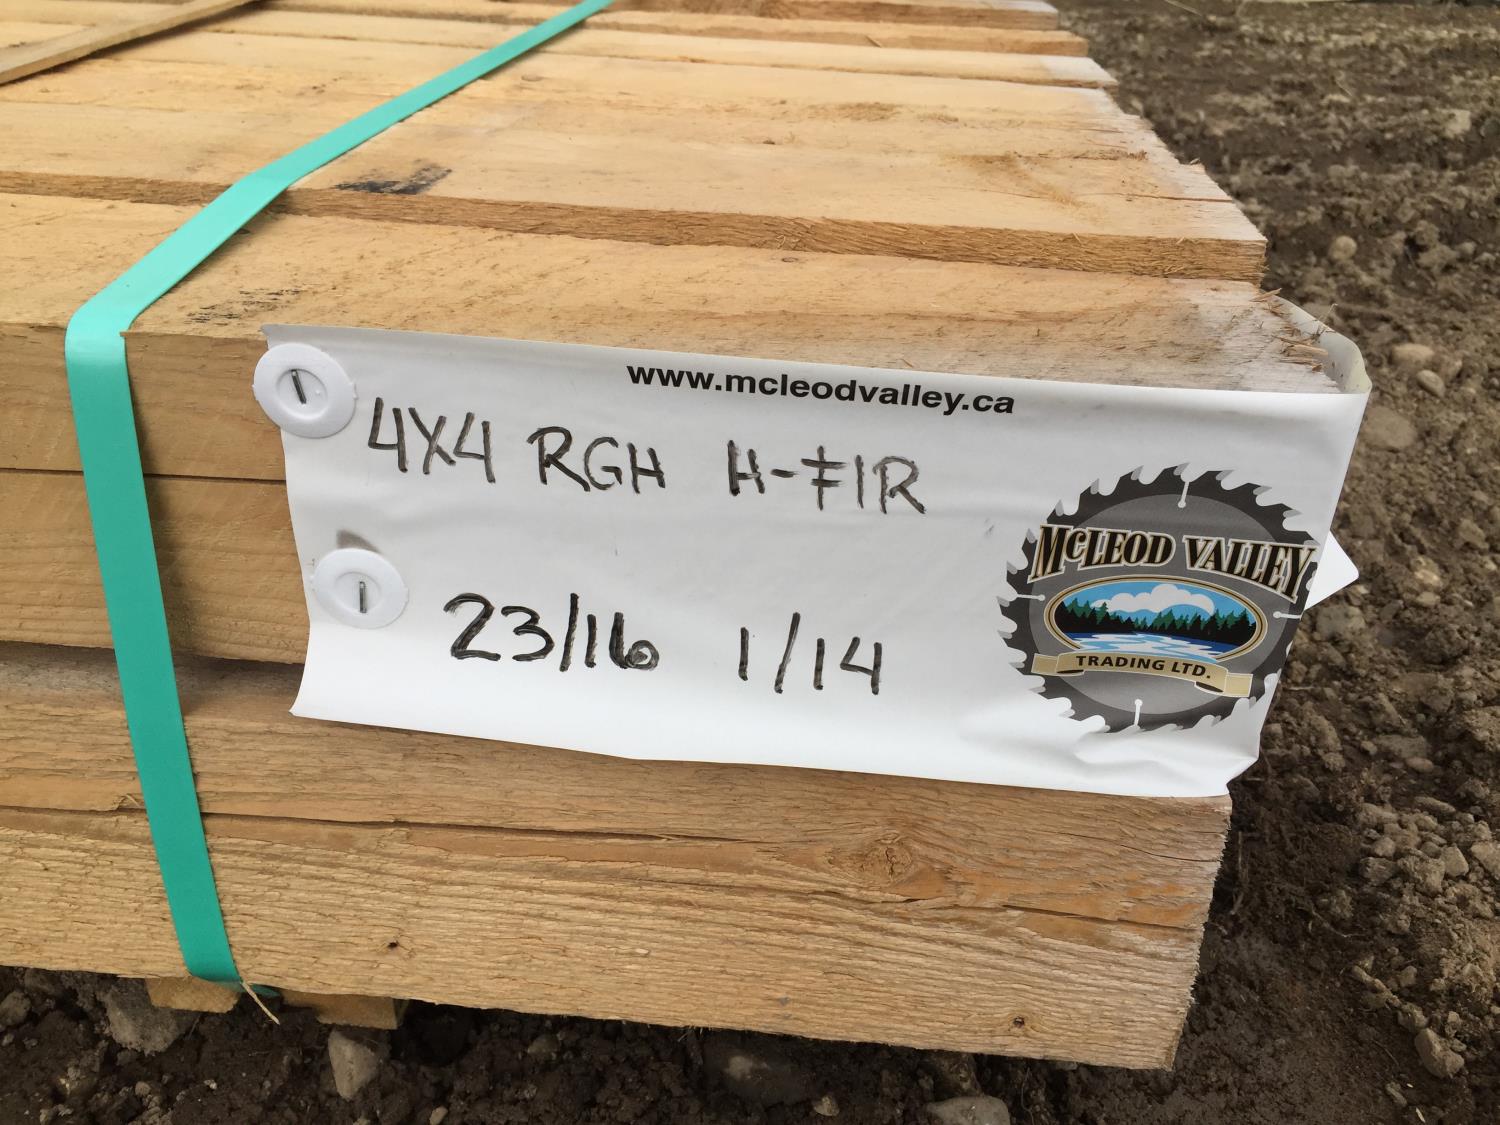 www.mcleodvalley.ca
4X4 RGH H-FIR
23/16 1/14
McLEOD VALLEY
TRADING LTD.